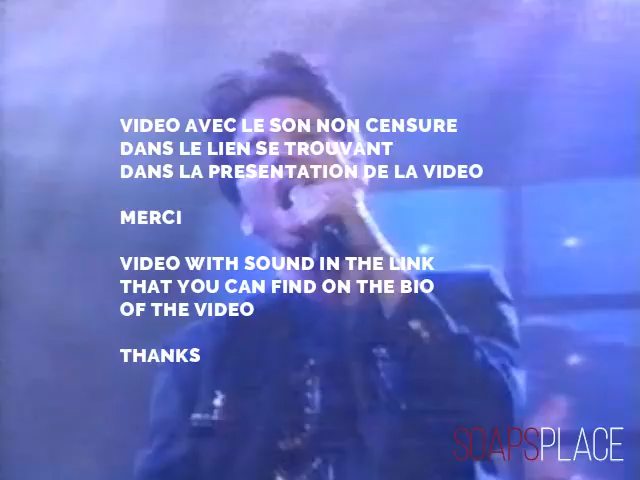 VIDEO AVEC LE SON NON CENSURE
DANS LE LIEN SE TROUVANT
DANS LA PRESENTATION DE LA VIDEO
MERCI
VIDEO WITH SOUND IN THE LINK
THAT YOU CAN FIND ON THE BIO
OF THE VIDEO
THANKS
SOAPSPLACE